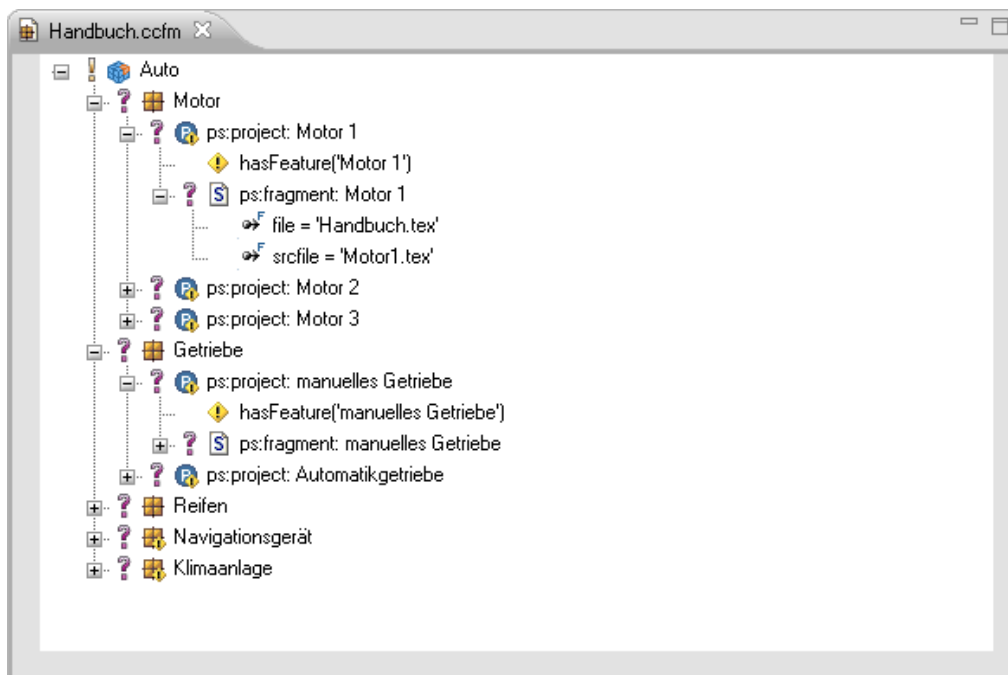 Handbuch.ccfm
Auto
Motor
ps:project: Motor 1
hasFeature('Motor 1')
ps:fragment: Motor 1
file = 'Handbuch.tex'
srcfile = 'Motor1.tex'
ps:project: Motor 2
ps:project: Motor 3
Getriebe
ps:project: manuelles Getriebe
hasFeature('manuelles Getriebe')
ps:fragment: manuelles Getriebe
ps:project: Automatikgetriebe
Reifen
Navigationsgerät
Klimaanlage